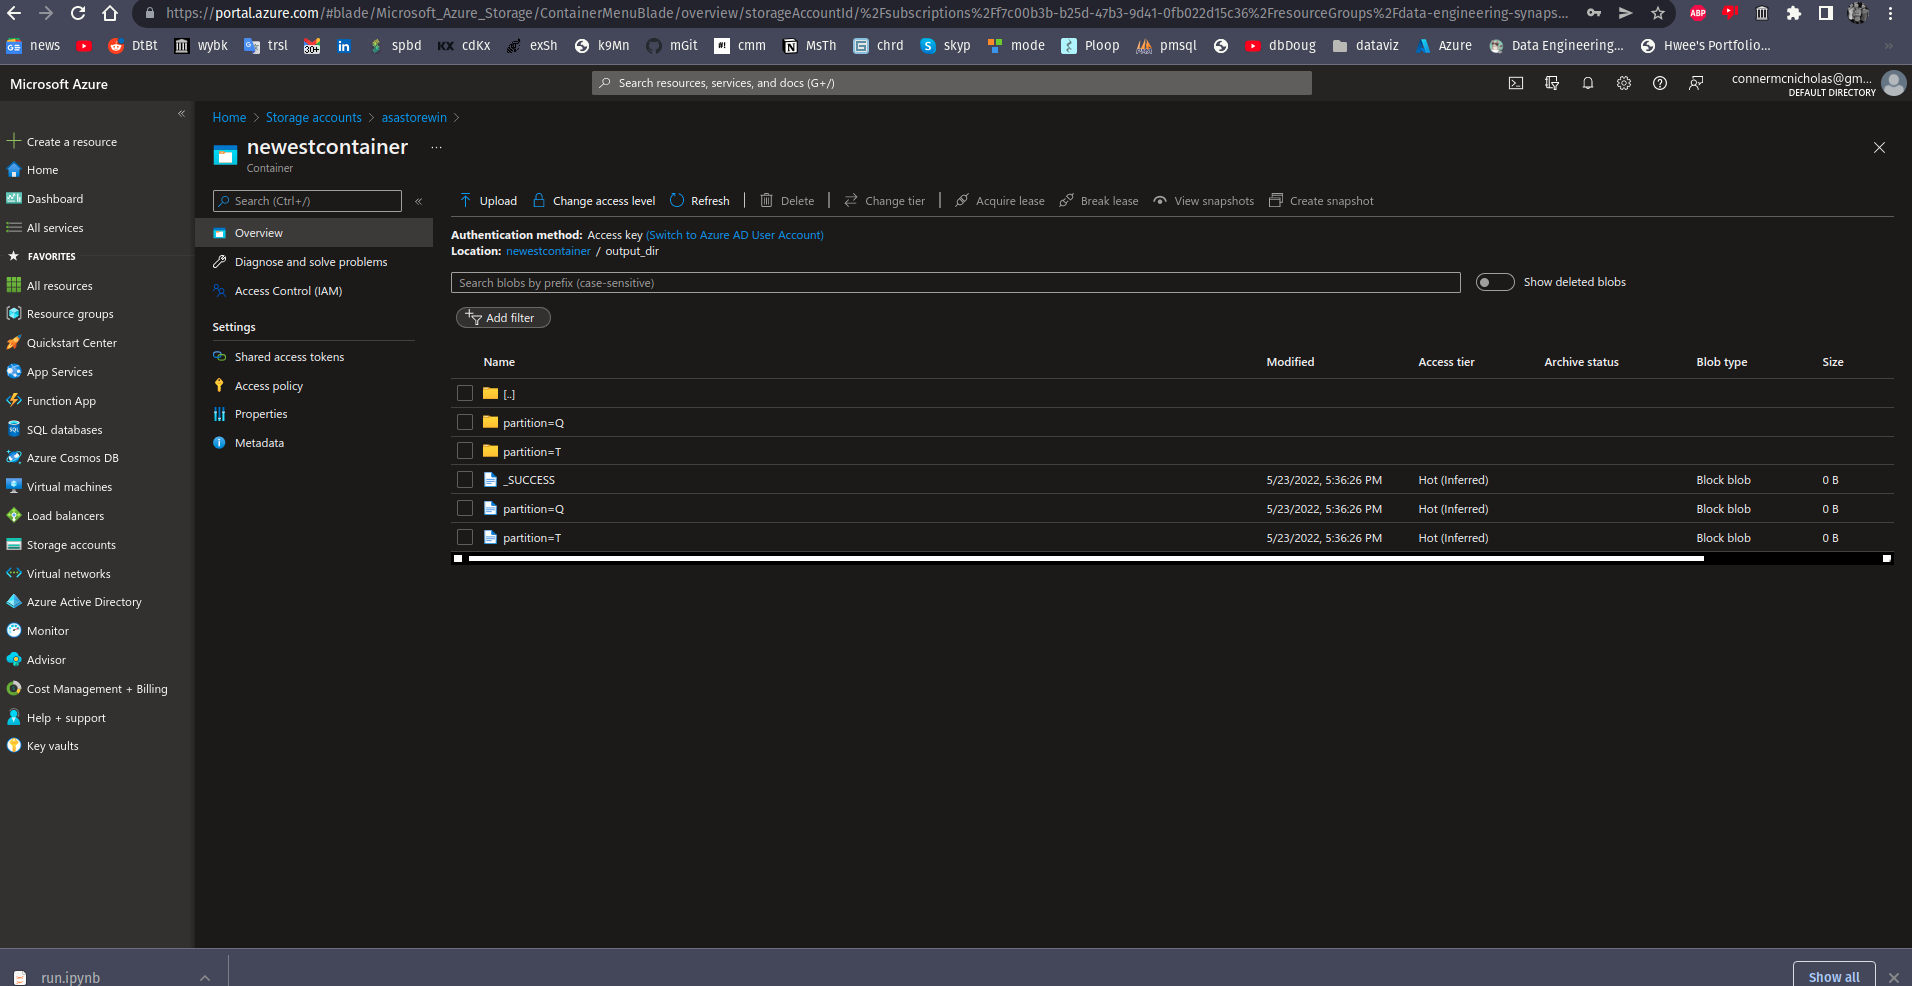 https://portal.azure.com/#blade/Microsoft_Azure_Storage/ContainerMenuBlade/overview/storageAccountId/%2Fsubscriptions%2Ff7c00b3b-b25d-47b3-9d41-0fb022d15c36%2FresourceGroups%2Fdata-engineering-synaps...
ABP
news DtBt wybk trsl 30+ in spbd KX cdKx exSh k9Mn mGit cmm MsTh chrd skyp mode Ploop pmsql dbDoug dataviz Azure Data Engineering... Hwee's Portfolio... »
Microsoft Azure
Search resources, services, and docs (G+/)
connermcnicholas@gm...
DEFAULT DIRECTORY
«
Create a resource
Home
Dashboard
All services
FAVORITES
All resources
Resource groups
Quickstart Center
App Services
Function App
SQL databases
Azure Cosmos DB
Virtual machines
Load balancers
Storage accounts
Virtual networks
Azure Active Directory
Monitor
Advisor
Cost Management + Billing
Help + support
Key vaults
Home > Storage accounts > asastorewin >
newestcontainer ...
Container
Search (Ctrl+/) «
Overview
Diagnose and solve problems
Access Control (IAM)
Settings
Shared access tokens
Access policy
Properties
Metadata
Upload Change access level Refresh | Delete | Change tier | Acquire lease Break lease View snapshots Create snapshot
Authentication method: Access key (Switch to Azure AD User Account)
Location: newestcontainer / output_dir
Search blobs by prefix (case-sensitive)
Show deleted blobs
Add filter
Name Modified Access tier Archive status Blob type Size
[..]
partition=Q
partition=T
_SUCCESS 5/23/2022, 5:36:26 PM Hot (Inferred) Block blob 0 B
partition=Q 5/23/2022, 5:36:26 PM Hot (Inferred) Block blob 0 B
partition=T 5/23/2022, 5:36:26 PM Hot (Inferred) Block blob 0 B
run.ipynb
Show all